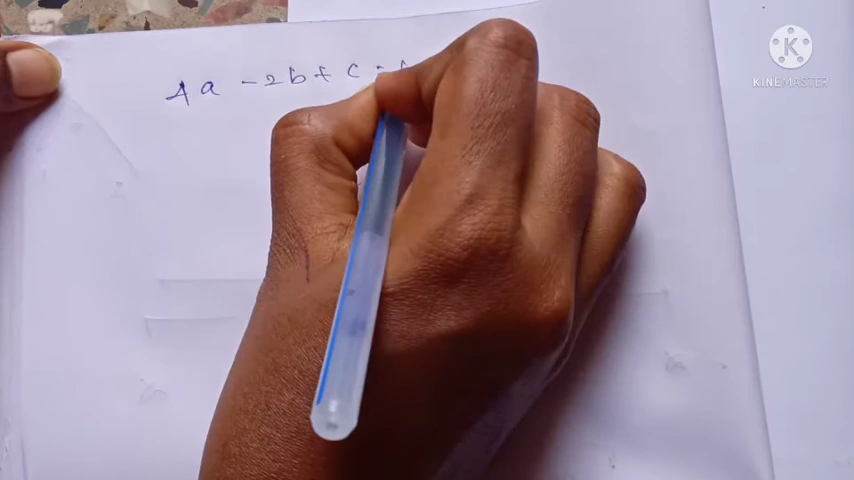 4a - 2b + c =
K
KINEMASTER